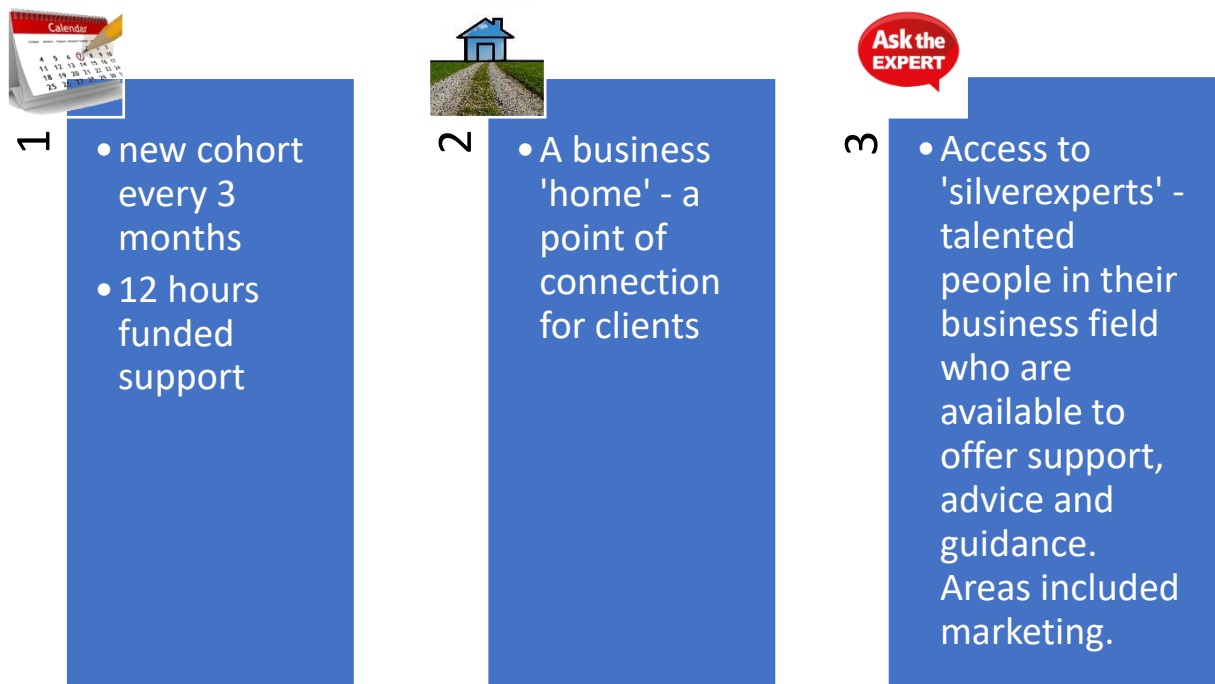 Calendar
1
• new cohort
every 3
months
• 12 hours
funded
support
2
• A business
'home' - a
point of
connection
for clients
Ask the
EXPERT
3
• Access to
'silverexperts' -
talented
people in their
business field
who are
available to
offer support,
advice and
guidance.
Areas included
marketing.